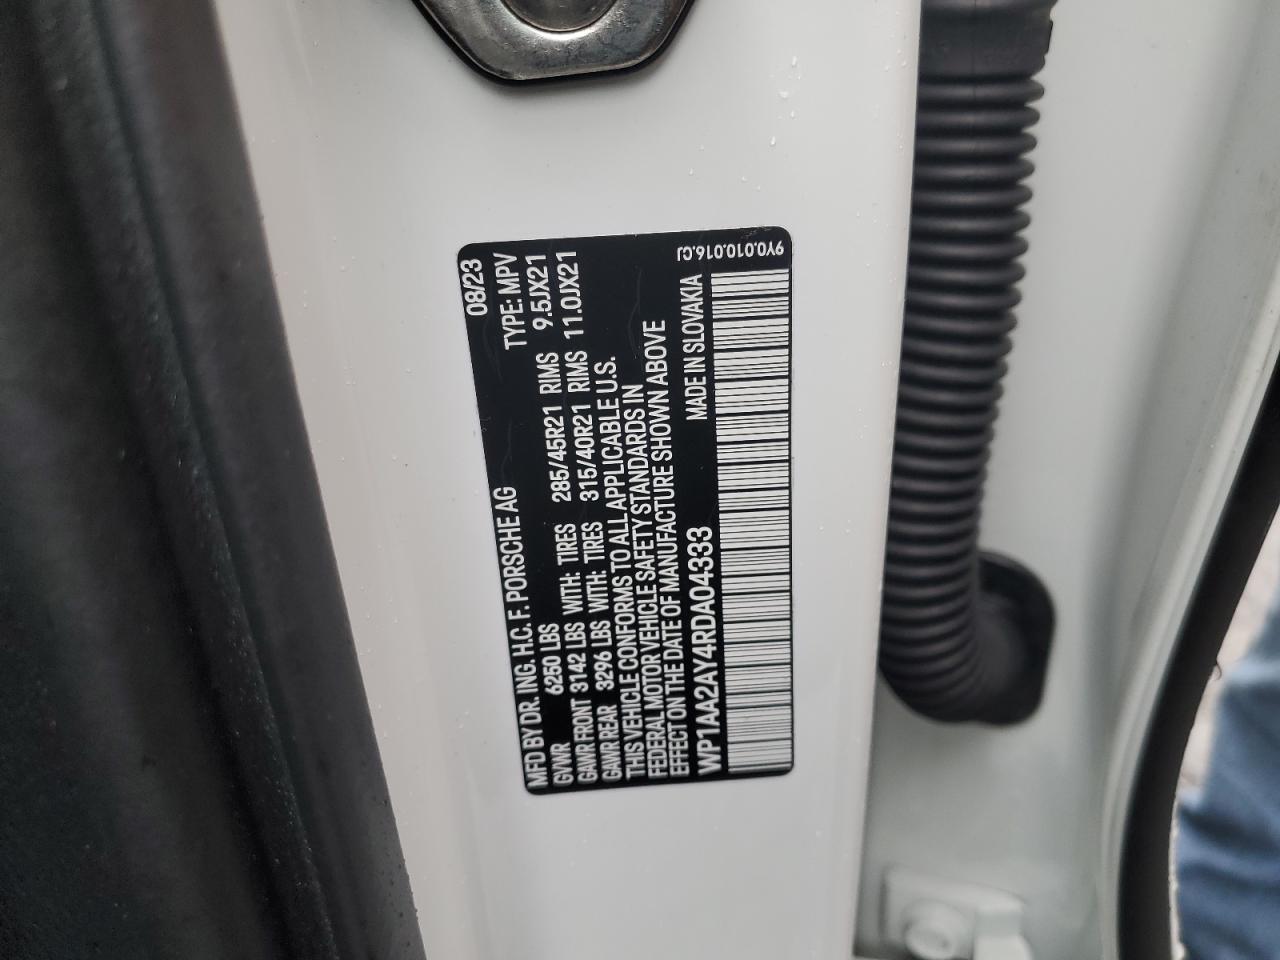 MFD BY DR. ING. H.C. F. PORSCHE AG 08/23
GVWR 6250 LBS TYPE: MPV
GAWR FRONT 3142 LBS WITH: TIRES 285/45R21 RIMS 9.5JX21
GAWR REAR 3296 LBS WITH: TIRES 315/40R21 RIMS 11.0JX21
THIS VEHICLE CONFORMS TO ALL APPLICABLE U.S.
FEDERAL MOTOR VEHICLE SAFETY STANDARDS IN
EFFECT ON THE DATE OF MANUFACTURE SHOWN ABOVE
WP1AA2AY4RDA04333 MADE IN SLOVAKIA
9Y0.010.016.CJ